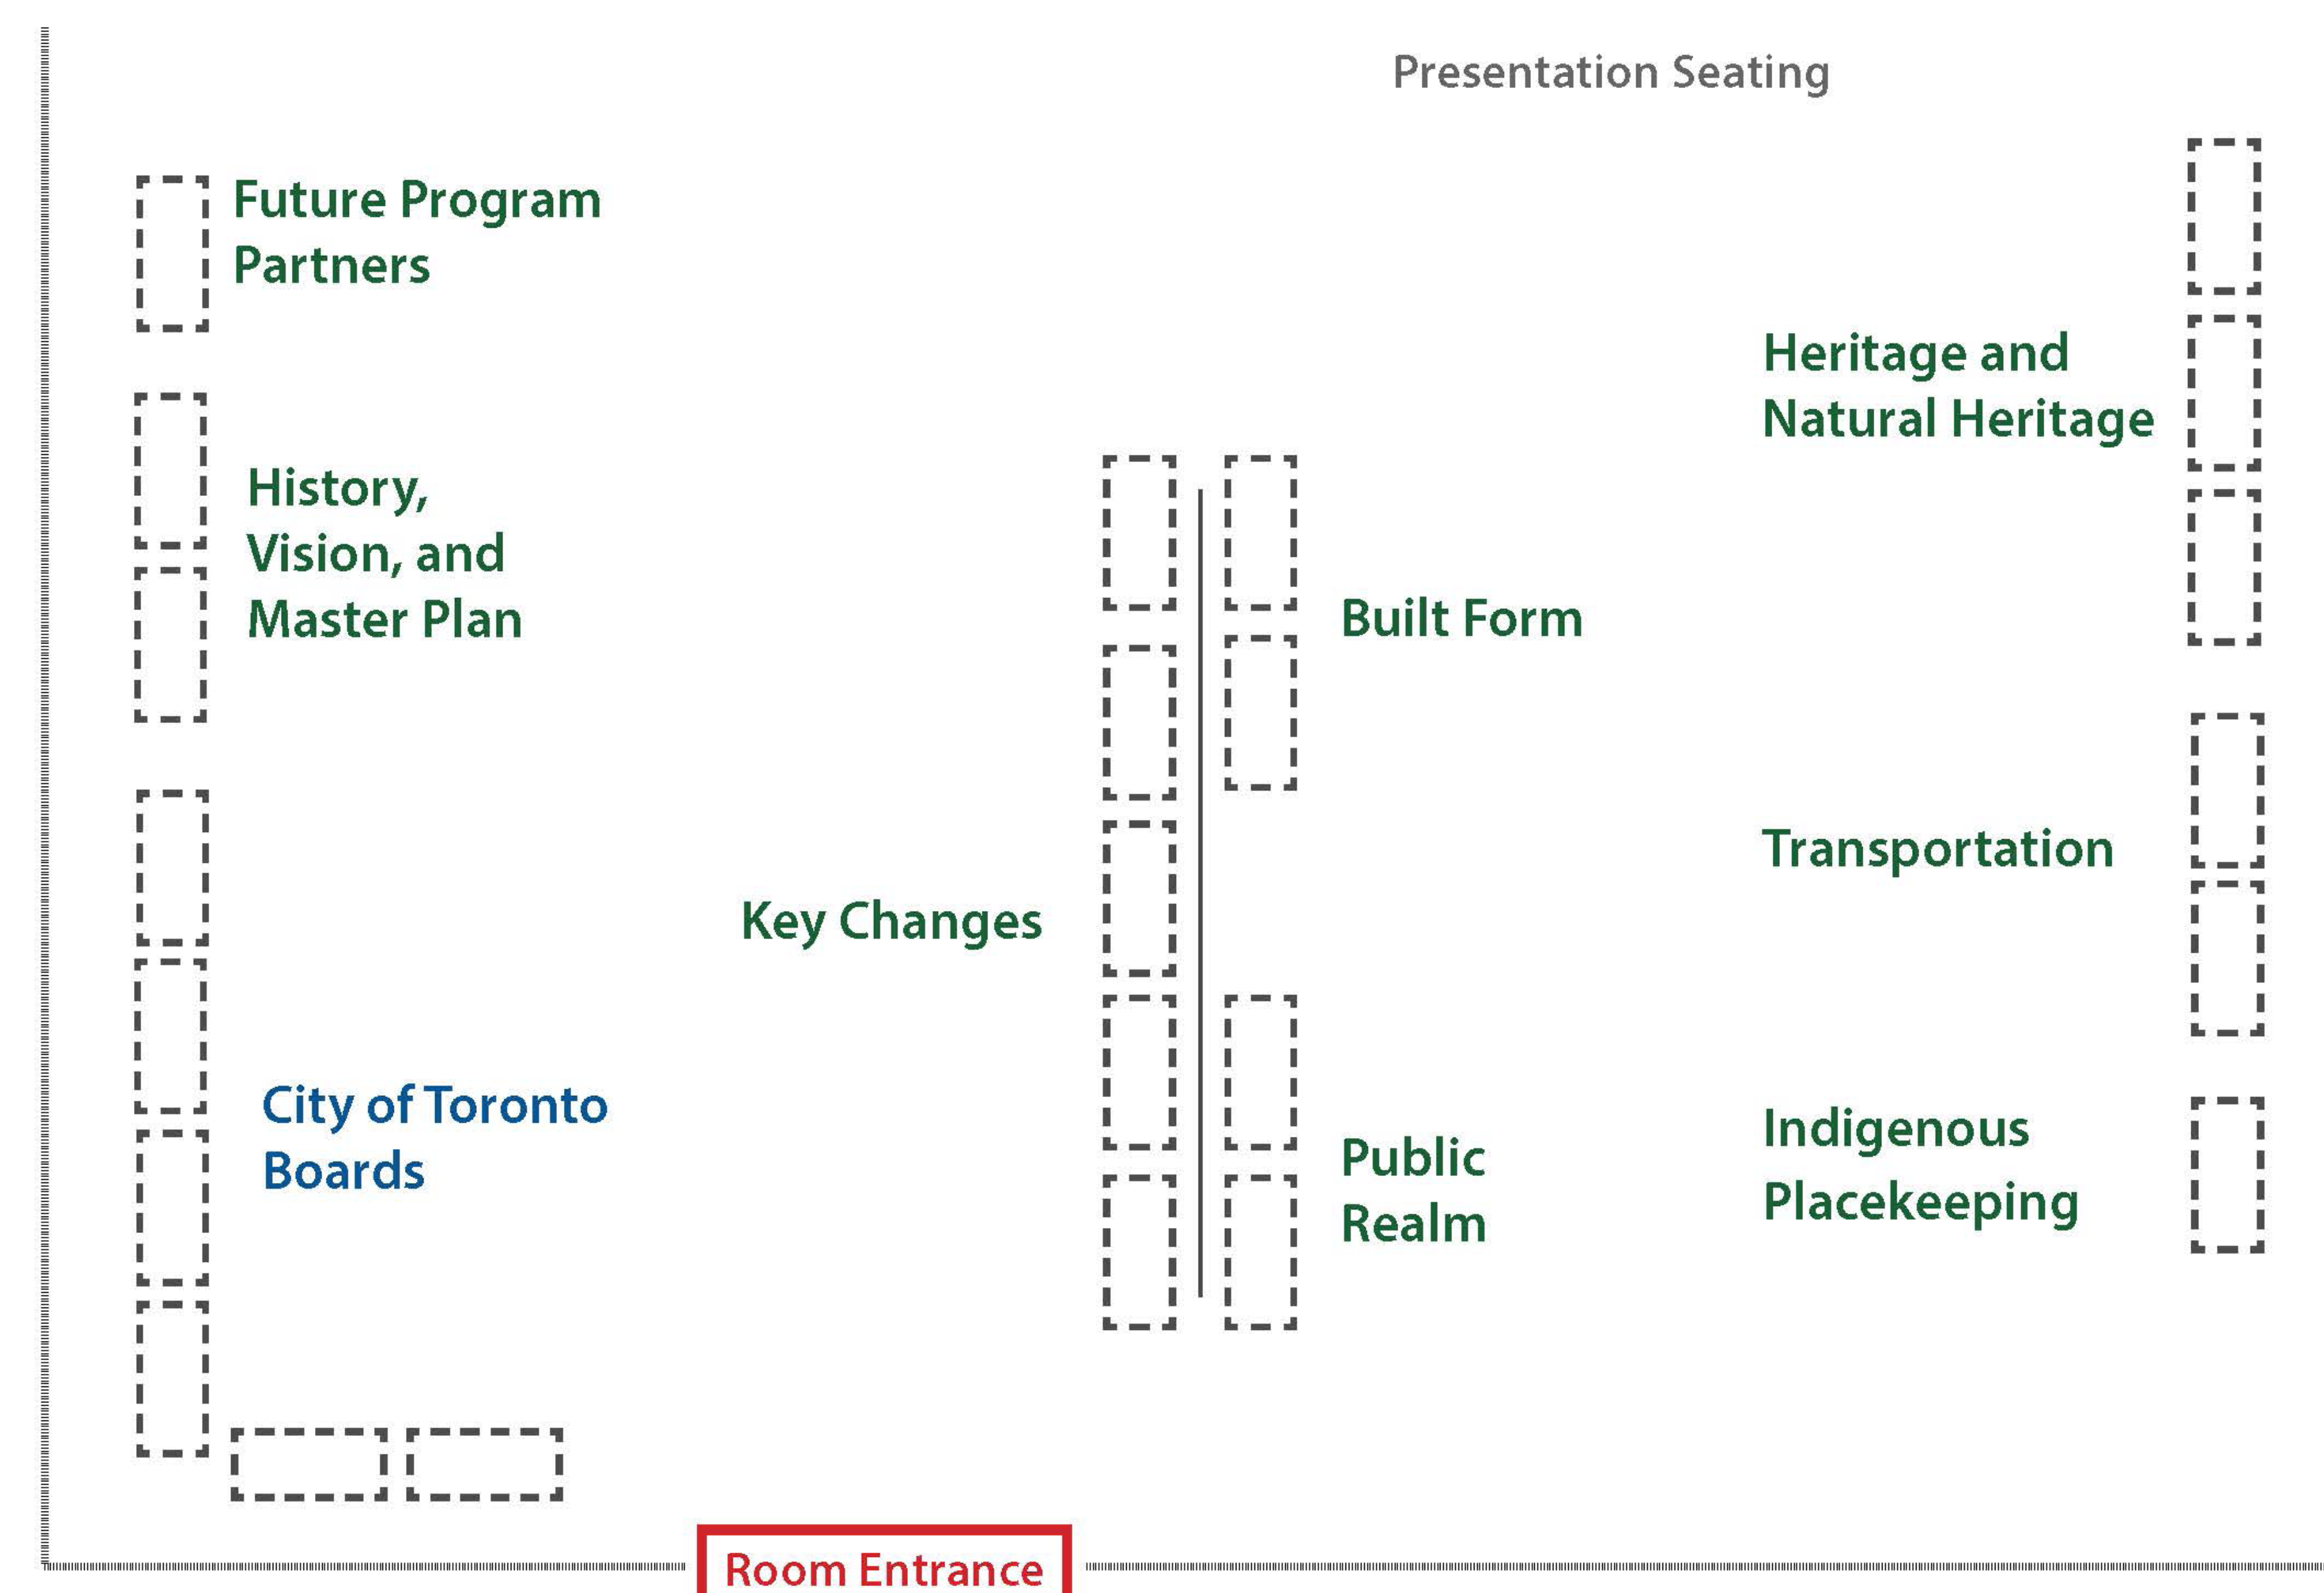 Presentation Seating
Future Program
Partners
History,
Vision, and
Master Plan
City of Toronto
Boards
Key Changes
Built Form
Public
Realm
Heritage and
Natural Heritage
Transportation
Indigenous
Placekeeping
Room Entrance